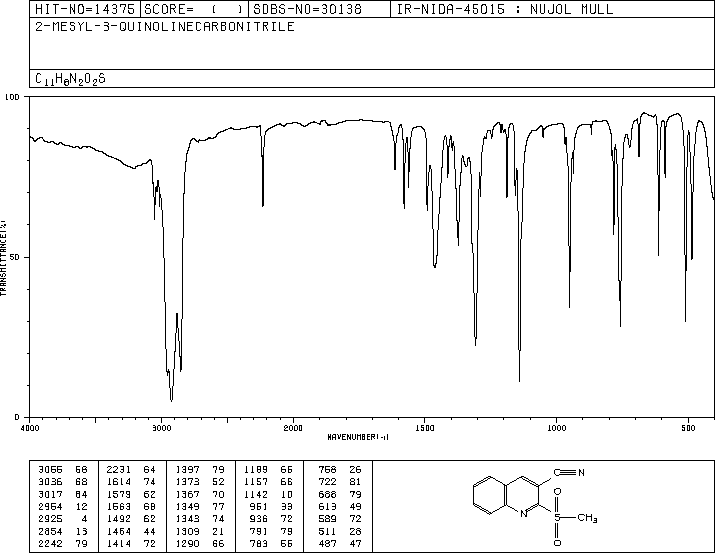 HIT-NO=14375 SCORE= ( ) SDBS-NO=30138 IR-NIDA-45015 : NUJOL MULL
2-MESYL-3-QUINOLINECARBONITRILE
C11H8N2O2S
100
50
0
TRANSMITTANCE(%)
4000 3000 2000 1500 1000 500
WAVENUMBER(-1)
3055 68 2231 64 1397 79 1189 66 758 26
3036 68 1614 74 1373 52 1157 66 722 81
3017 64 1579 62 1367 70 1142 10 688 79
2954 12 1563 68 1349 77 951 33 613 49
2925 4 1492 62 1343 74 936 72 589 72
2854 13 1464 44 1309 21 791 79 511 28
2242 79 1414 72 1290 66 783 55 487 47
C N
O
N S CH3
O